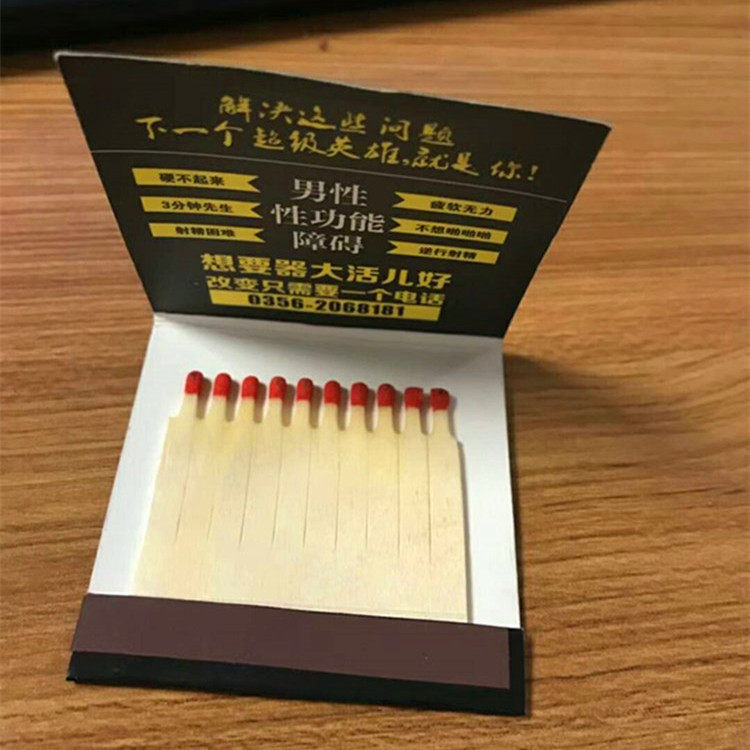 解决这些问题
下一个超级英雄,就是你!
硬不起来
3分钟先生
射精困难
男性
性功能
障碍
疲软无力
不想啪啪啪
逆行射精
想要器大活儿好
改变只需要一个电话
0356-2068181